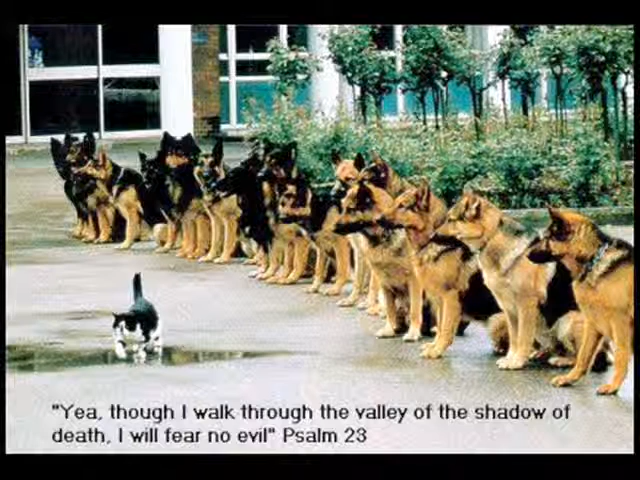 "Yea, though I walk through the valley of the shadow of
death, I will fear no evil" Psalm 23